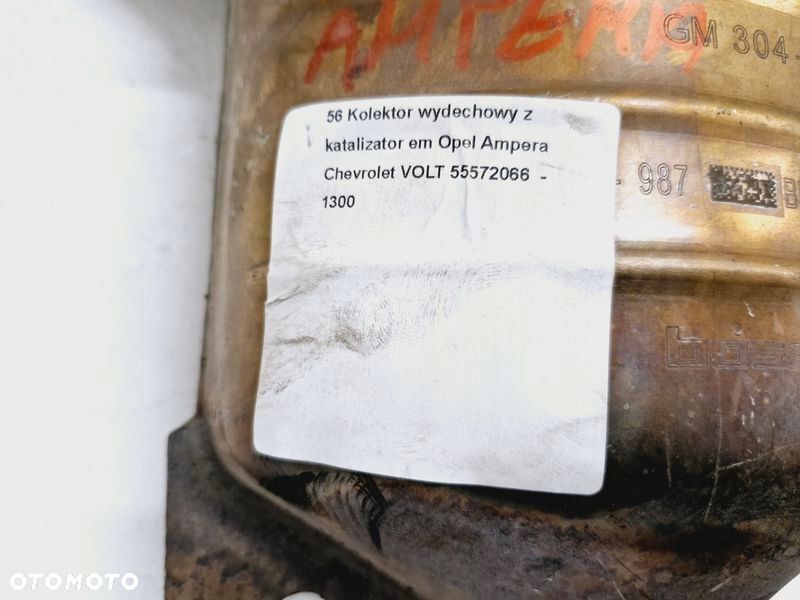 AMPERA
GM 304-
56 Kolektor wydechowy z
katalizator em Opel Ampera
Chevrolet VOLT 55572066 -
1300
- 987
OTOMOTO